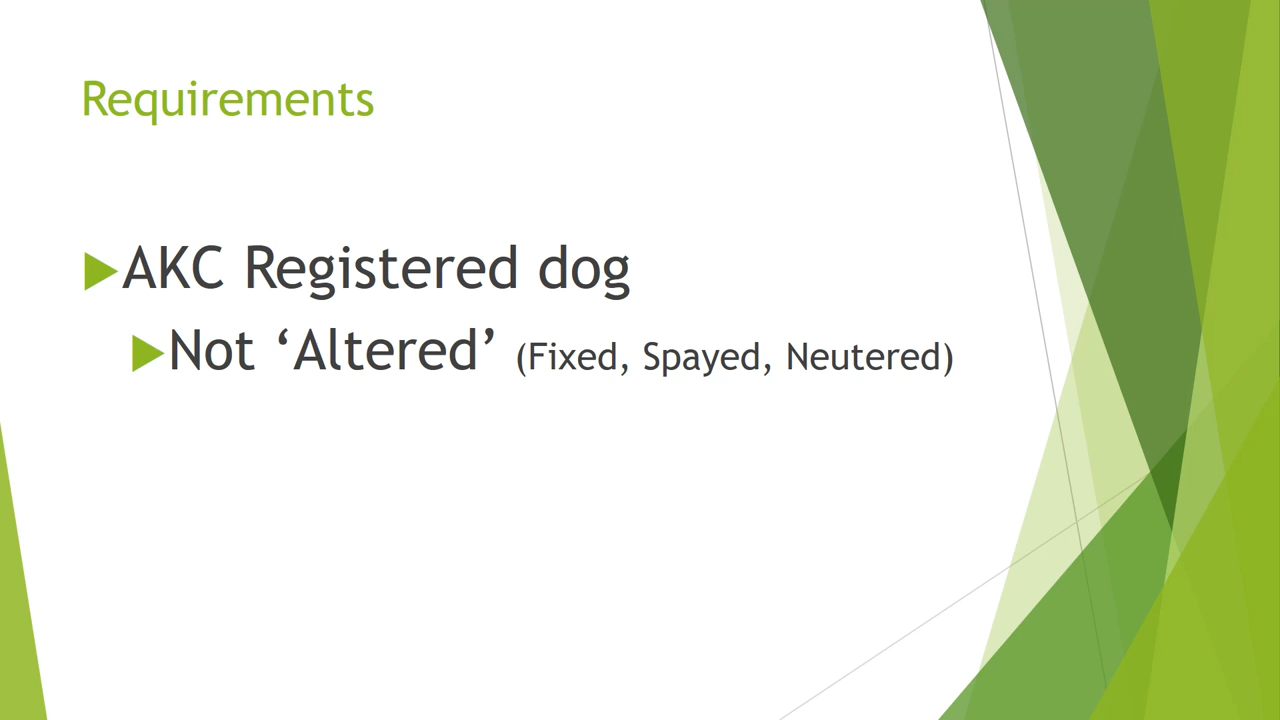 Requirements
AKC Registered dog
Not ‘Altered’ (Fixed, Spayed, Neutered)